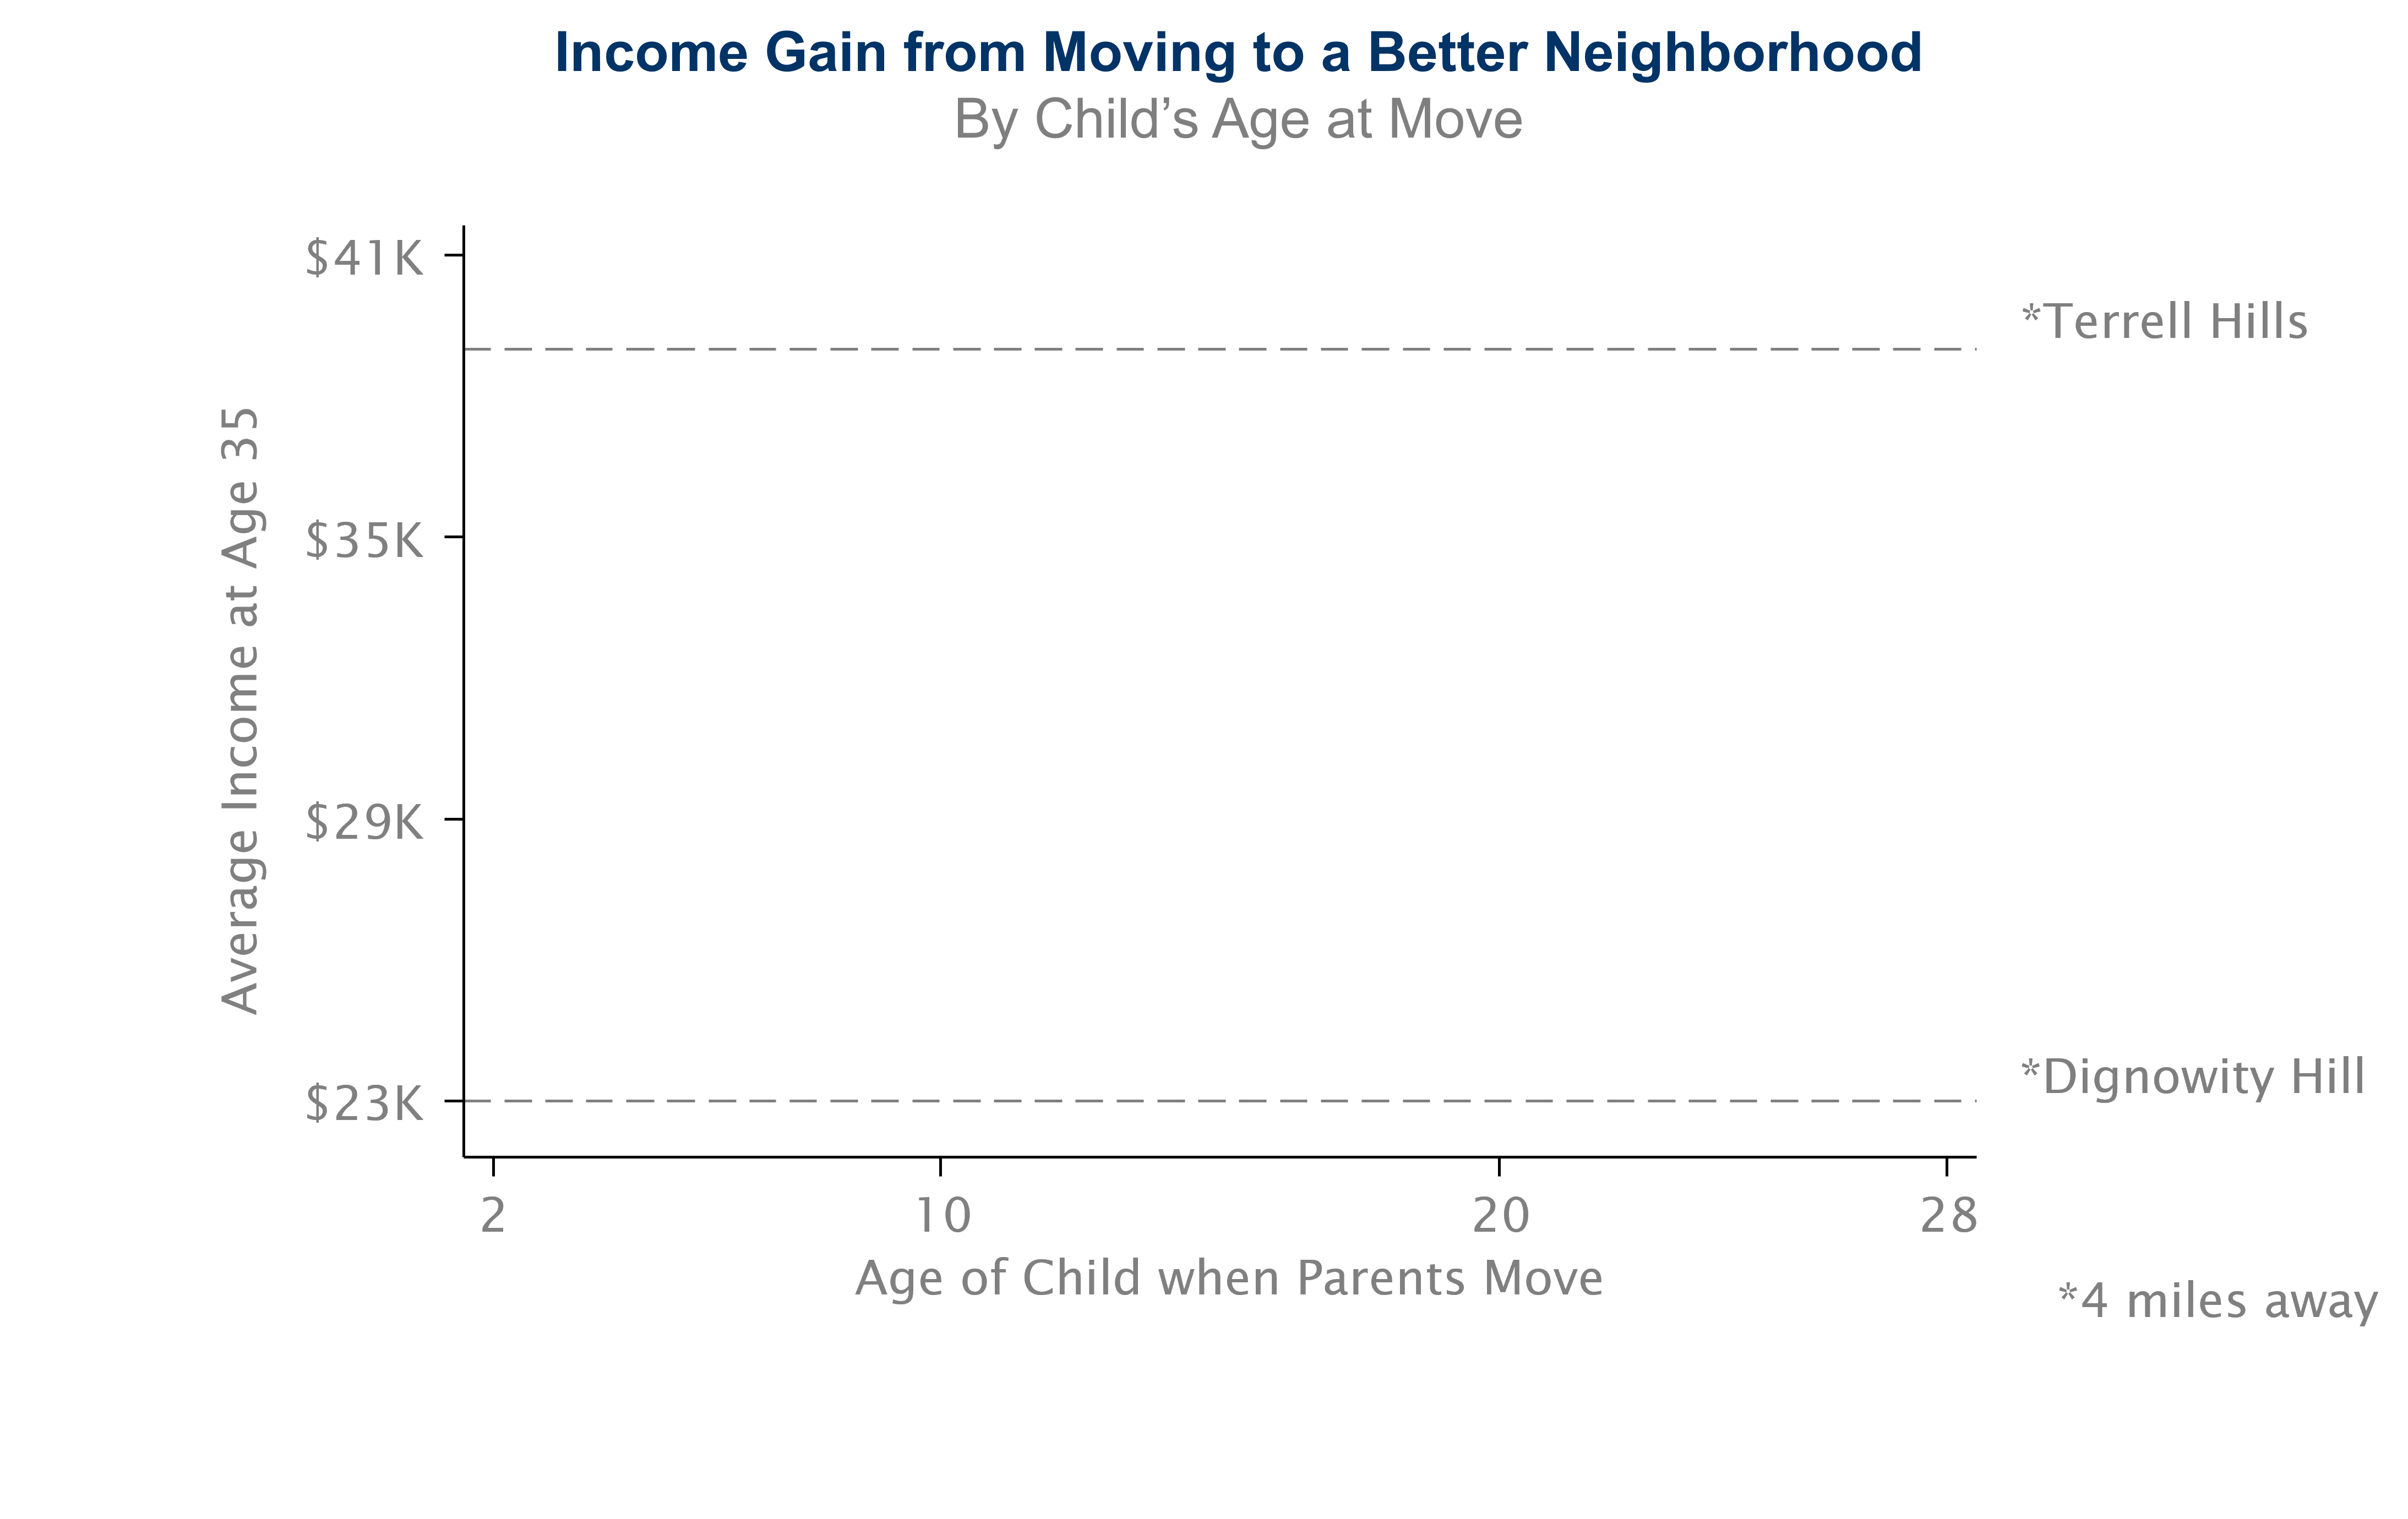 Income Gain from Moving to a Better Neighborhood
By Child’s Age at Move
$41K
*Terrell Hills
$35K
Average Income at Age 35
$29K
$23K
*Dignowity Hill
2 10 20 28
Age of Child when Parents Move
*4 miles away